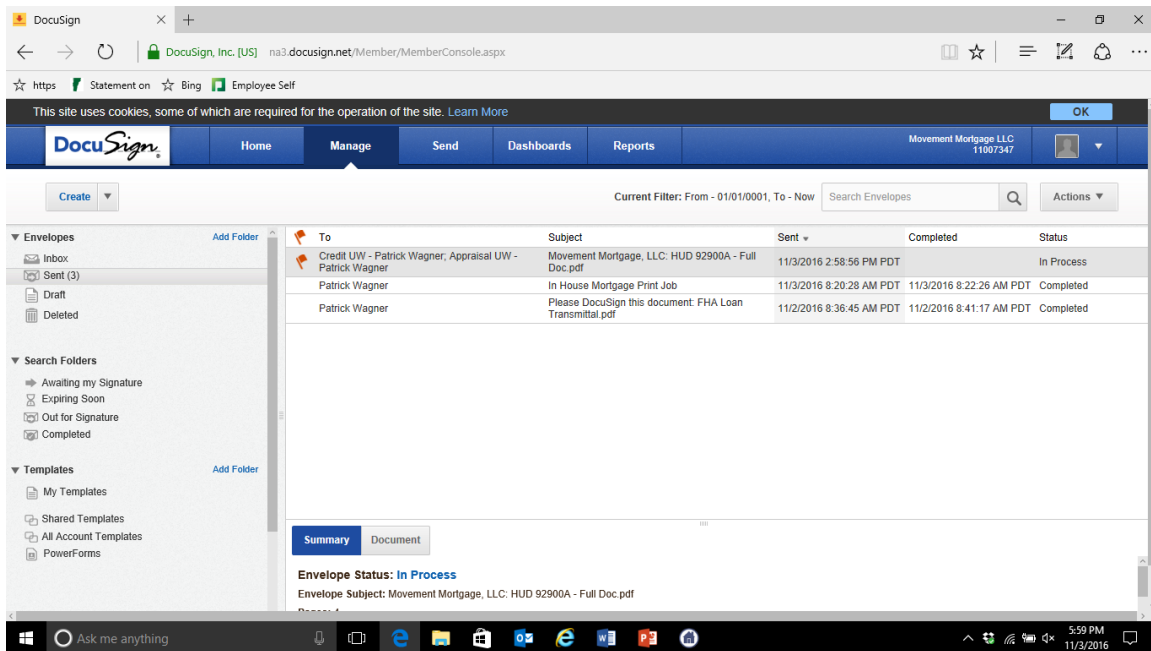 DocuSign
DocuSign, Inc. [US] na3.docusign.net/Member/MemberConsole.aspx
https Statement on Bing Employee Self
This site uses cookies, some of which are required for the operation of the site. Learn More
OK
DocuSign
Home Manage Send Dashboards Reports
Movement Mortgage LLC
11007347
Create
Current Filter: From - 01/01/0001, To - Now
Search Envelopes
Actions
Envelopes Add Folder
Inbox
Sent (3)
Draft
Deleted
Search Folders
Awaiting my Signature
Expiring Soon
Out for Signature
Completed
Templates Add Folder
My Templates
Shared Templates
All Account Templates
PowerForms
To Subject Sent Completed Status
Credit UW - Patrick Wagner; Appraisal UW -
Patrick Wagner
Movement Mortgage, LLC: HUD 92900A - Full
Doc.pdf
11/3/2016 2:58:56 PM PDT
In Process
Patrick Wagner In House Mortgage Print Job 11/3/2016 8:20:28 AM PDT 11/3/2016 8:22:26 AM PDT Completed
Patrick Wagner
Please DocuSign this document: FHA Loan
Transmittal.pdf
11/2/2016 8:36:45 AM PDT 11/2/2016 8:41:17 AM PDT Completed
Summary Document
Envelope Status: In Process
Envelope Subject: Movement Mortgage, LLC: HUD 92900A - Full Doc.pdf
Ask me anything
5:59 PM
11/3/2016